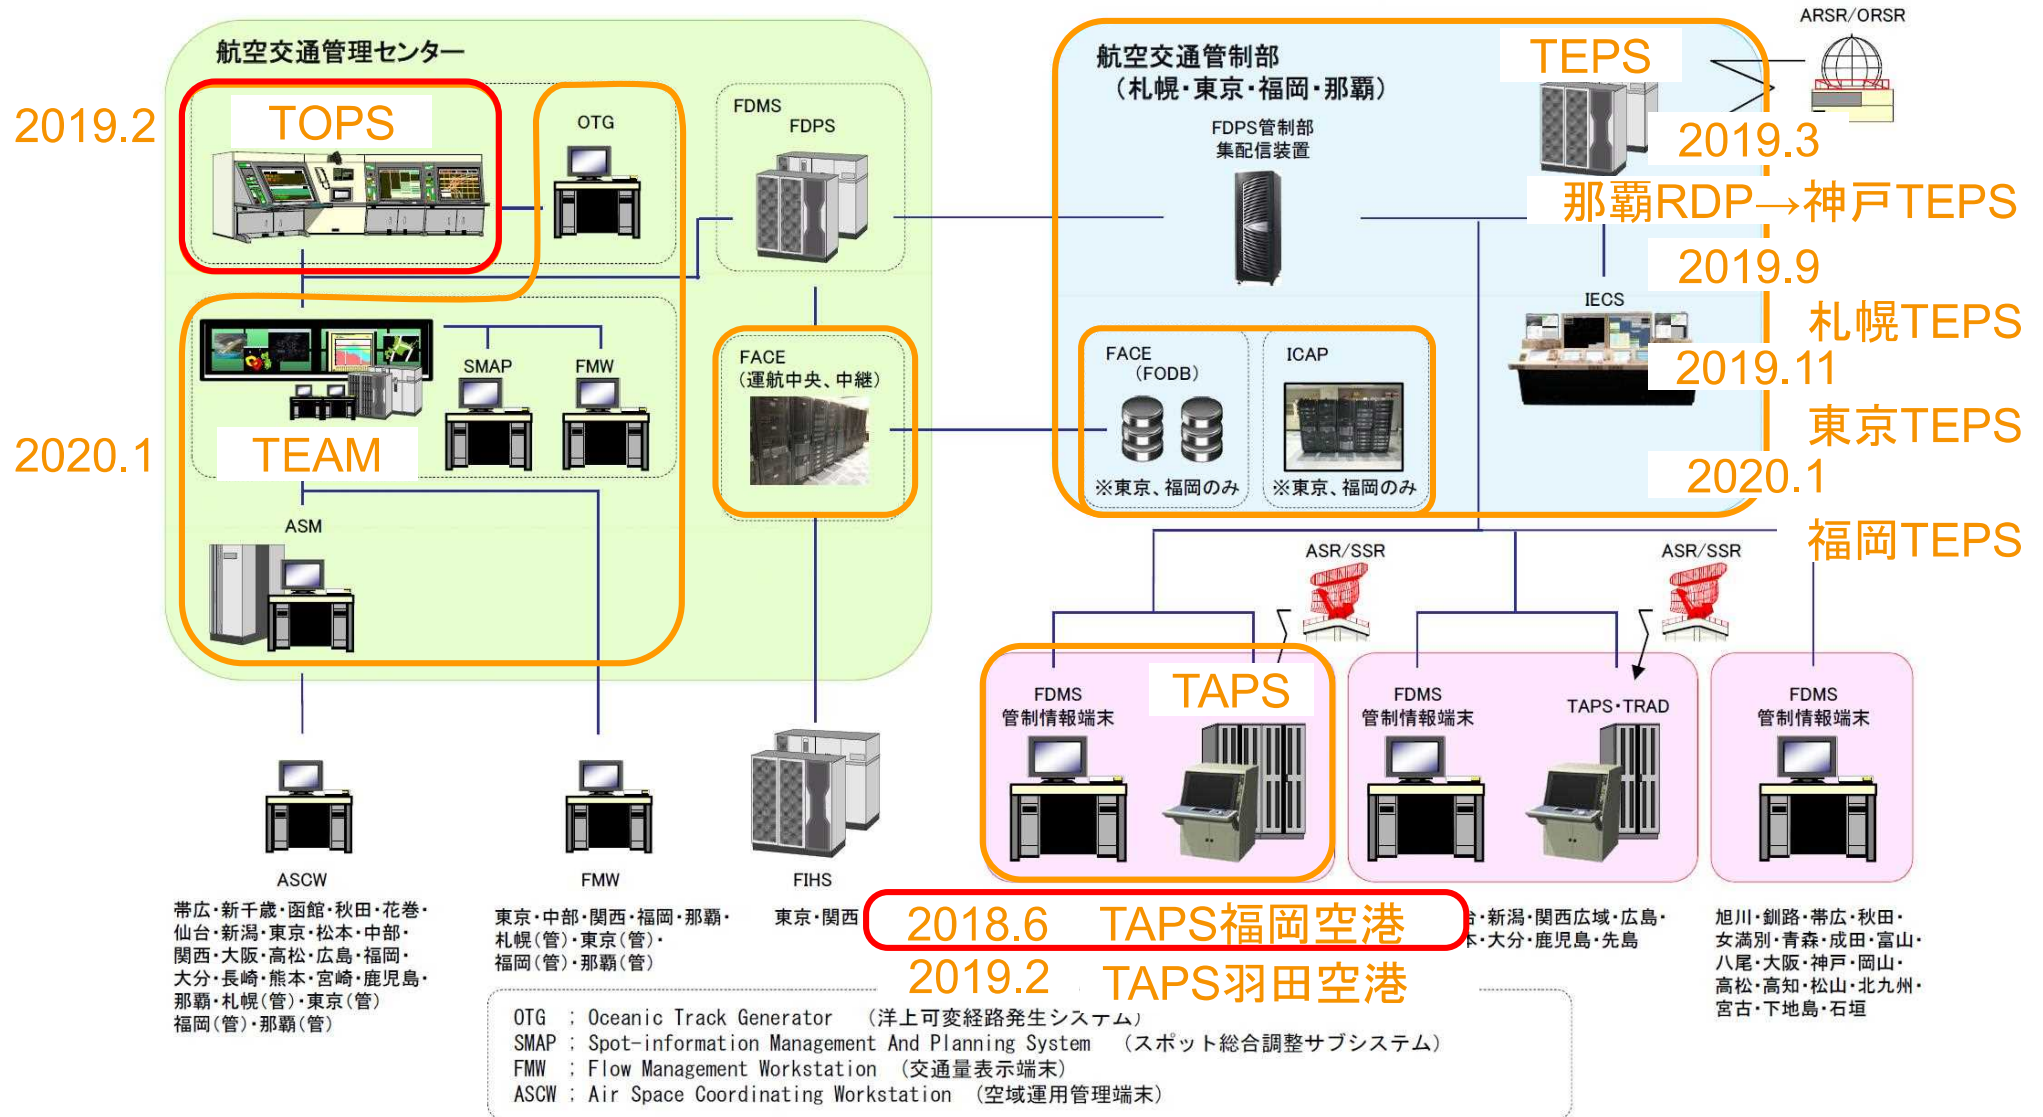 航空交通管理センター
2019.2
TOPS
OTG
FDMS
FDPS
航空交通管制部
(札幌・東京・福岡・那覇)
TEPS
ARSR/ORSR
FDPS管制部
集配信装置
2019.3
那覇RDP→神戸TEPS
2019.9
札幌TEPS
IECS
2019.11
東京TEPS
2020.1
福岡TEPS
SMAP
FMW
FACE
(運航中央、中継)
FACE
(FODB)
ICAP
※東京、福岡のみ
※東京、福岡のみ
2020.1
TEAM
ASM
ASR/SSR
ASR/SSR
FDMS
管制情報端末
TAPS
FDMS
管制情報端末
TAPS・TRAD
FDMS
管制情報端末
ASCW
帯広・新千歳・函館・秋田・花巻・
仙台・新潟・東京・松本・中部・
関西・大阪・高松・広島・福岡・
大分・長崎・熊本・宮崎・鹿児島・
那覇・札幌(管)・東京(管)
福岡(管)・那覇(管)
FMW
東京・中部・関西・福岡・那覇・
札幌(管)・東京(管)・
福岡(管)・那覇(管)
FIHS
東京・関西
2018.6 TAPS福岡空港
2019.2 TAPS羽田空港
・新潟・関西広域・広島・
・大分・鹿児島・先島
旭川・釧路・帯広・秋田・
女満別・青森・成田・富山・
八尾・大阪・神戸・岡山・
高松・高知・松山・北九州・
宮古・下地島・石垣
OTG : Oceanic Track Generator (洋上可変経路発生システム)
SMAP : Spot-information Management And Planning System (スポット総合調整サブシステム)
FMW : Flow Management Workstation (交通量表示端末)
ASCW : Air Space Coordinating Workstation (空域運用管理端末)